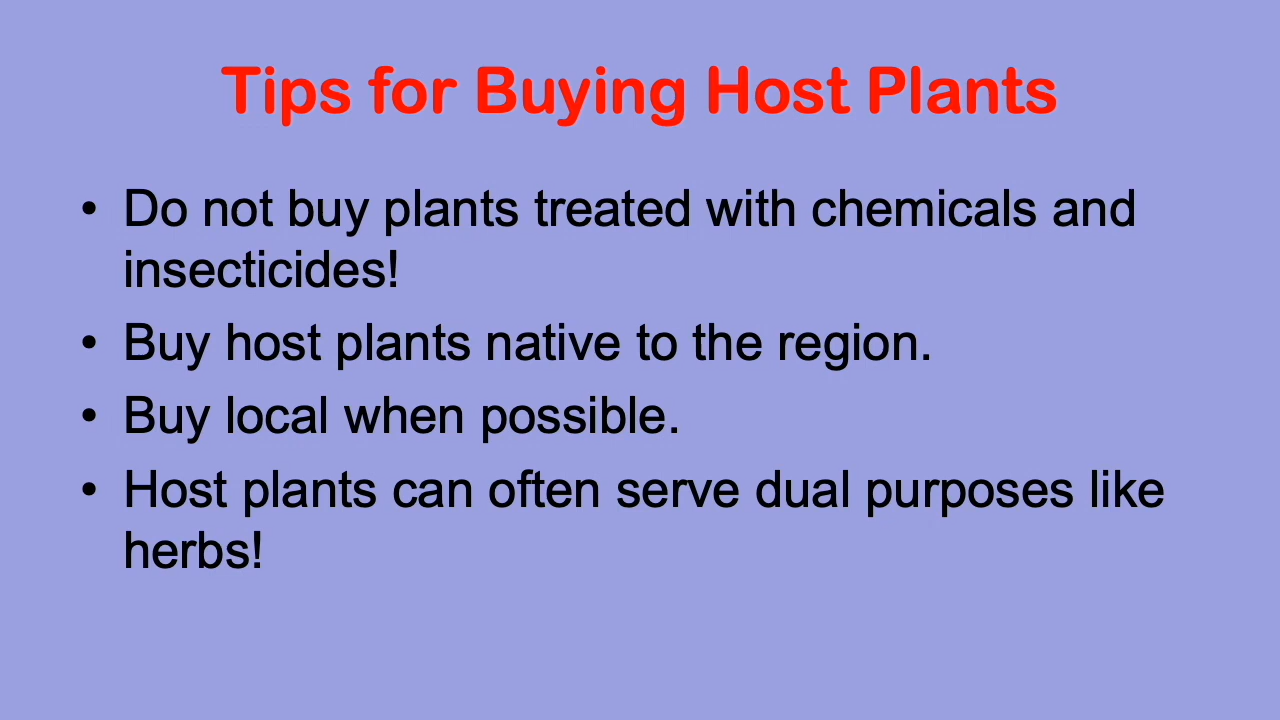 Tips for Buying Host Plants
• Do not buy plants treated with chemicals and
insecticides!
• Buy host plants native to the region.
• Buy local when possible.
• Host plants can often serve dual purposes like
herbs!